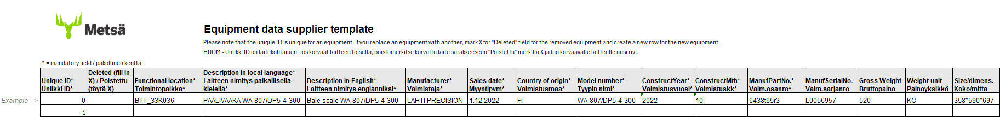 Metsä
Equipment data supplier template
Please note that the unique ID is unique for an equipment. If you replace an equipment with another, mark X for "Deleted" field for the removed equipment and create a new row for the new equipment.
HUOM - Uniikki ID on laitekohtainen. Jos korvaat laitteen toisella, poistomerkitse korvattu laite sarakkeeseen "Poistettu" merkillä X ja luo korvaavalle laitteelle uusi rivi.
* = mandatory field / pakollinen kenttä
Unique ID*
Uniikki ID*
Deleted (fill in
X) / Poistettu
(täytä X)
Functional location*
Toimintopaikka*
Description in local language*
Laitteen nimitys paikallisella
kielellä*
Description in English*
Laitteen nimitys englanniksi*
Manufacturer*
Valmistaja*
Sales date*
Myyntipvm*
Country of origin*
Valmistusmaa*
Model number*
Tyypin nimi*
ConstructYear*
Valmistusvuosi*
ConstructMth*
Valmistuskk*
ManufPartNo.*
Valm.osanro*
ManufSerialNo.
Valm.sarjanro
Gross Weight
Bruttopaino
Weight unit
Painoyksikkö
Size/dimens.
Koko/mitta
Example -->
0
BTT_33K036
PAALIVAAKA WA-807/DP5-4-300
Bale scale WA-807/DP5-4-300
LAHTI PRECISION
1.12.2022
FI
WA-807/DP5-4-300
2022
10
6438t65r3
L0056957
520
KG
358*590*697
1